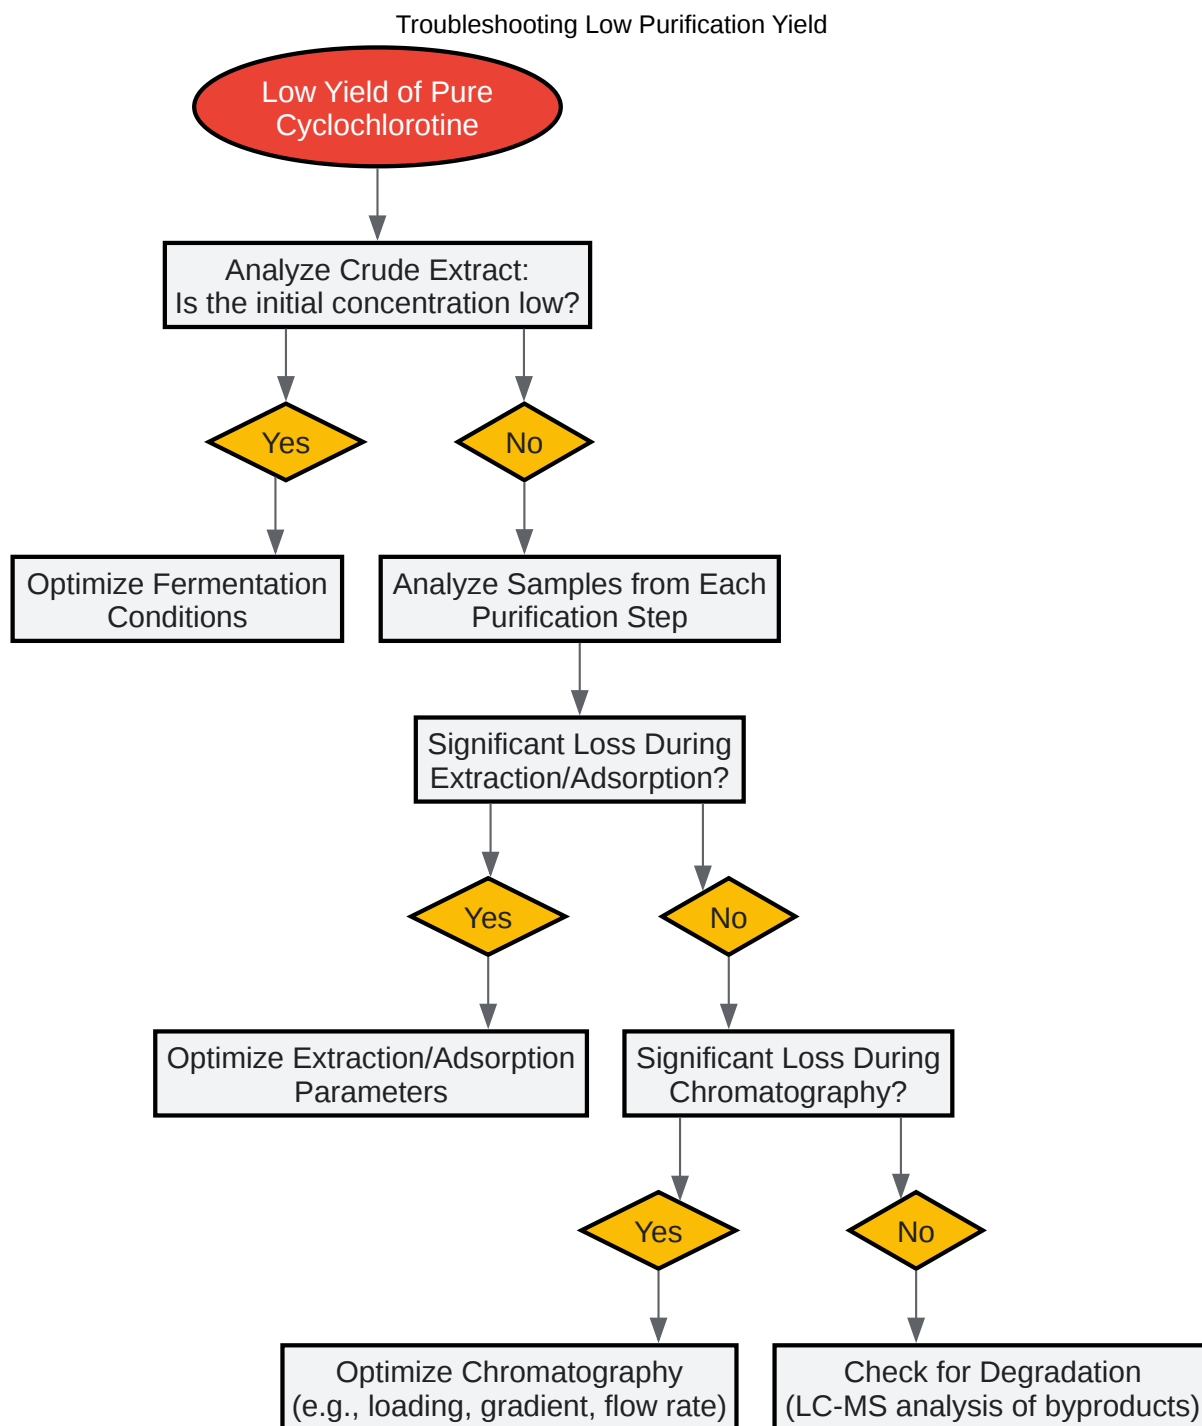 Troubleshooting Low Purification Yield
Low Yield of Pure
Cyclochlorotine
Analyze Crude Extract:
Is the initial concentration low?
Yes
No
Optimize Fermentation
Conditions
Analyze Samples from Each
Purification Step
Significant Loss During
Extraction/Adsorption?
Yes
No
Optimize Extraction/Adsorption
Parameters
Significant Loss During
Chromatography?
Yes
No
Optimize Chromatography
(e.g., loading, gradient, flow rate)
Check for Degradation
(LC-MS analysis of byproducts)